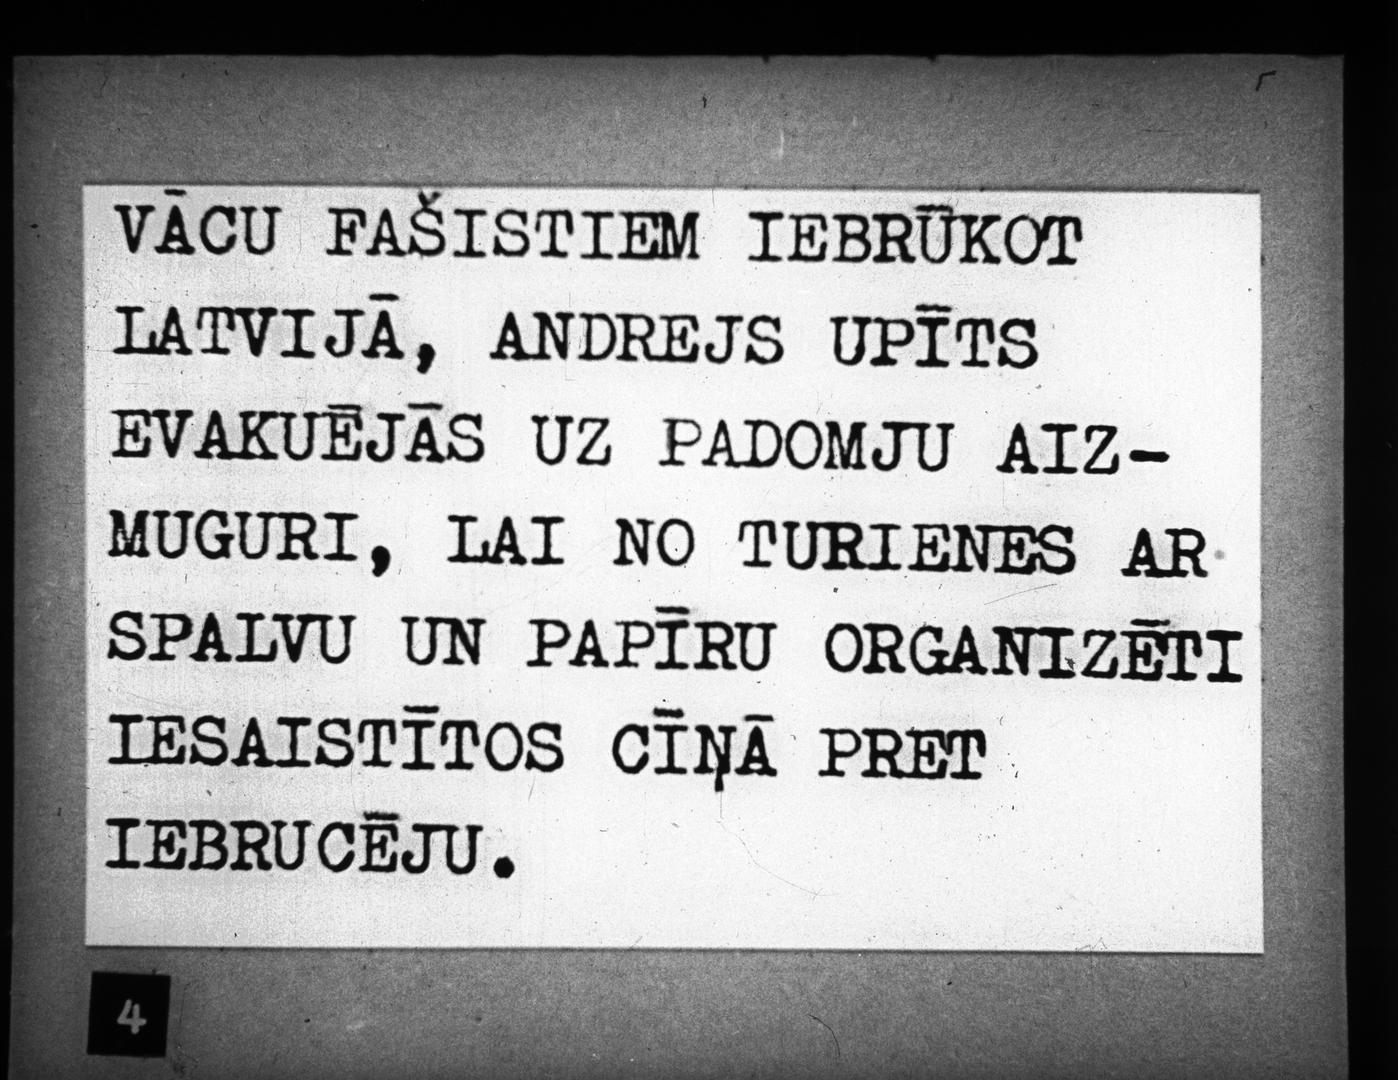 VĀCU FAŠISTIEM IEBRŪKOT
LATVIJĀ, ANDREJS UPĪTS
EVAKUĒJĀS UZ PADOMJU AIZ-
MUGURI, LAI NO TURIENES AR
SPALVU UN PAPĪRU ORGANIZĒTI
IESAISTĪTOS CĪŅĀ PRET
IEBRUCĒJU.
4